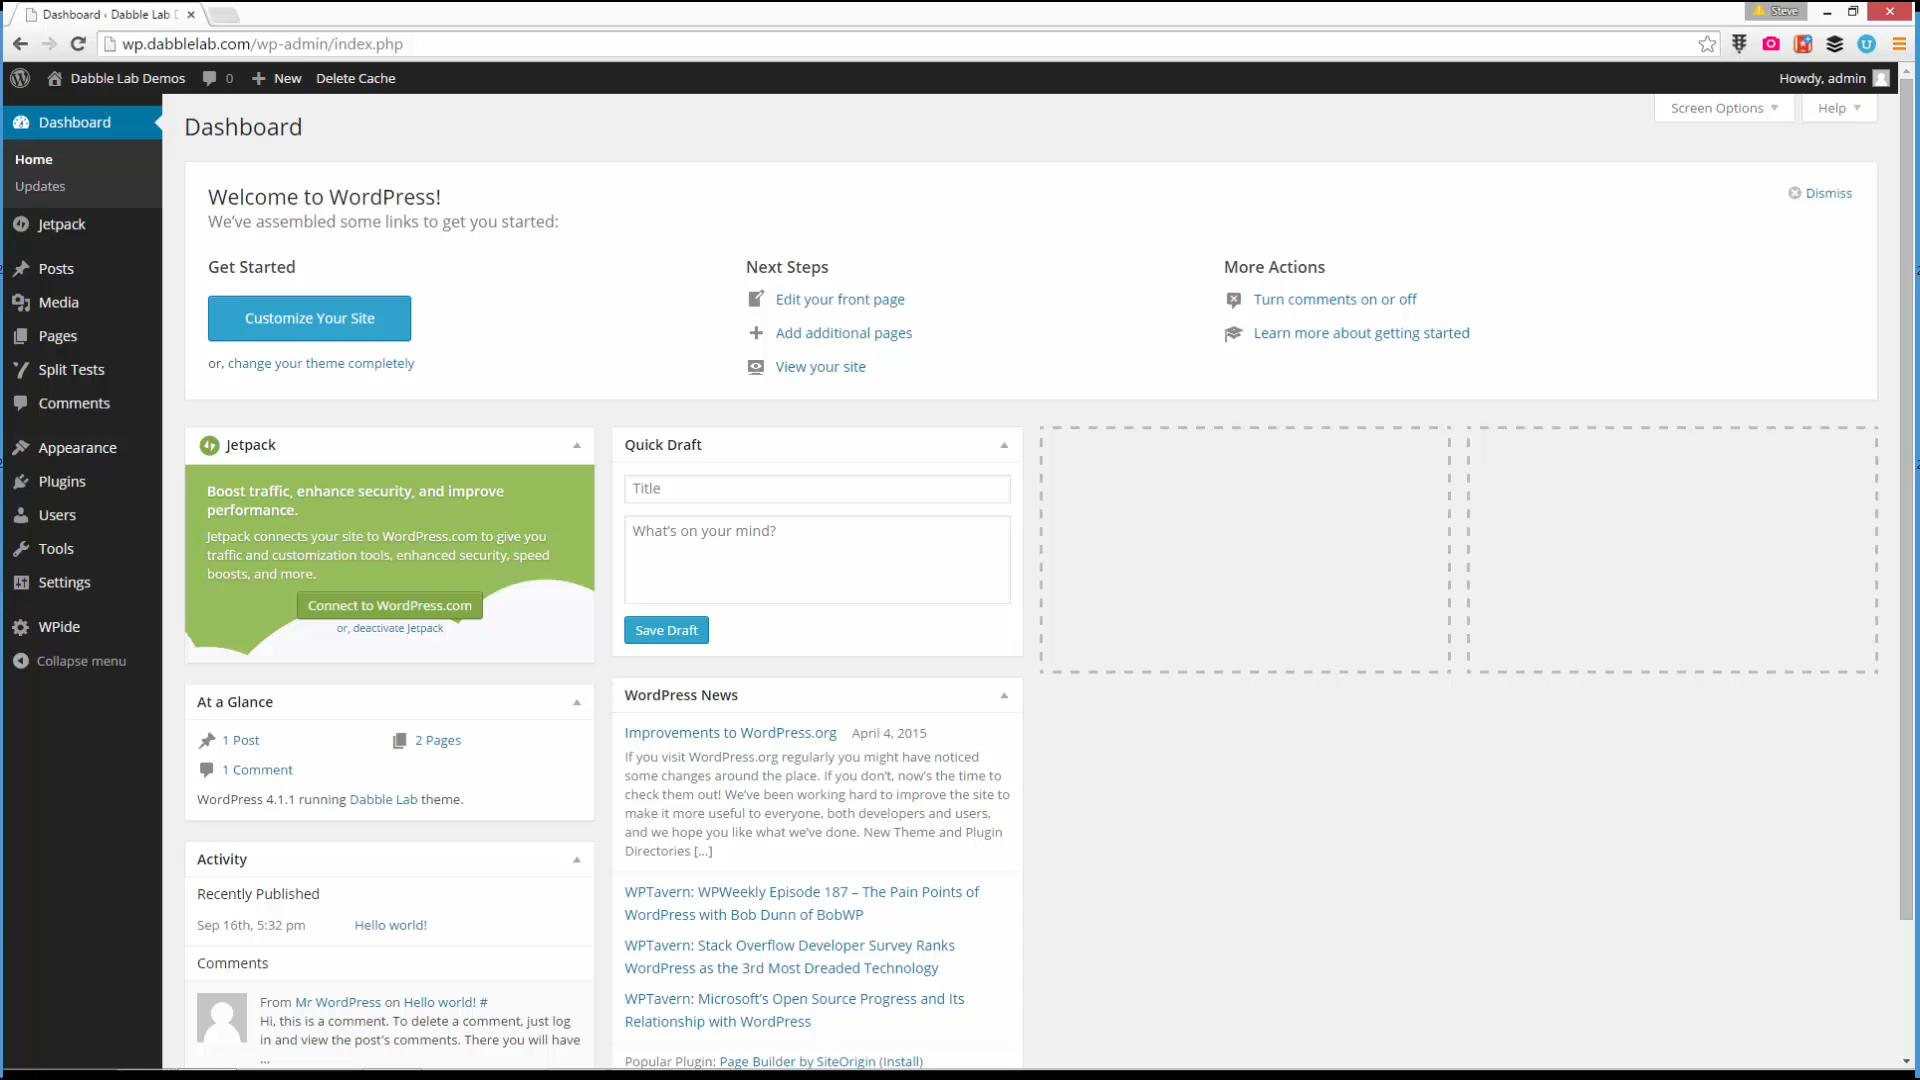 Dashboard ‹ Dabble Lab D
Steve
wp.dabblelab.com/wp-admin/index.php
Dabble Lab Demos 0 New Delete Cache
Howdy, admin
Dashboard
Home
Updates
Jetpack
Posts
Media
Pages
Split Tests
Comments
Appearance
Plugins
Users
Tools
Settings
WPide
Collapse menu
Screen Options
Help
Dashboard
Welcome to WordPress!
Dismiss
We've assembled some links to get you started:
Get Started
Customize Your Site
or, change your theme completely
Next Steps
Edit your front page
Add additional pages
View your site
More Actions
Turn comments on or off
Learn more about getting started
Jetpack
Boost traffic, enhance security, and improve
performance.
Jetpack connects your site to WordPress.com to give you
traffic and customization tools, enhanced security, speed
boosts, and more.
Connect to WordPress.com
or, deactivate Jetpack
At a Glance
1 Post
2 Pages
1 Comment
WordPress 4.1.1 running Dabble Lab theme.
Activity
Recently Published
Sep 16th, 5:32 pm Hello world!
Comments
From Mr WordPress on Hello world! #
Hi, this is a comment. To delete a comment, just log
in and view the post's comments. There you will have
...
Quick Draft
Title
What's on your mind?
Save Draft
WordPress News
Improvements to WordPress.org April 4, 2015
If you visit WordPress.org regularly you might have noticed
some changes around the place. If you don't, now's the time to
check them out! We've been working hard to improve the site to
make it more useful to everyone, both developers and users,
and we hope you like what we've done. New Theme and Plugin
Directories [...]
WPTavern: WPWeekly Episode 187 – The Pain Points of
WordPress with Bob Dunn of BobWP
WPTavern: Stack Overflow Developer Survey Ranks
WordPress as the 3rd Most Dreaded Technology
WPTavern: Microsoft's Open Source Progress and Its
Relationship with WordPress
Popular Plugin: Page Builder by SiteOrigin (Install)